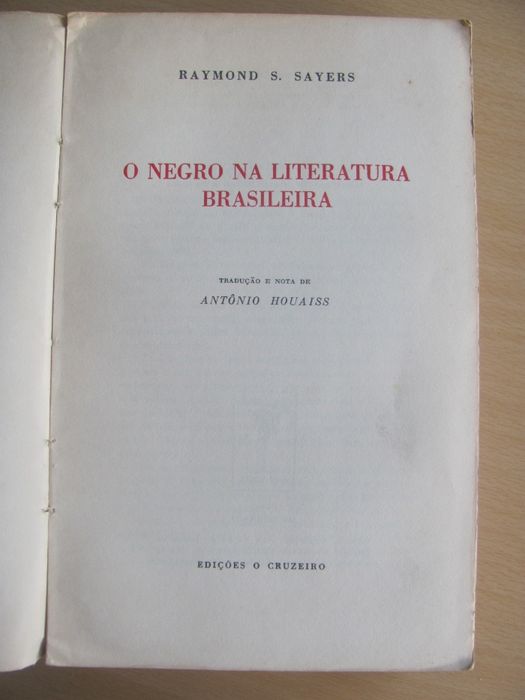 RAYMOND S. SAYERS
O NEGRO NA LITERATURA
BRASILEIRA
TRADUÇÃO E NOTA DE
ANTÔNIO HOUAISS
EDIÇÕES O CRUZEIRO